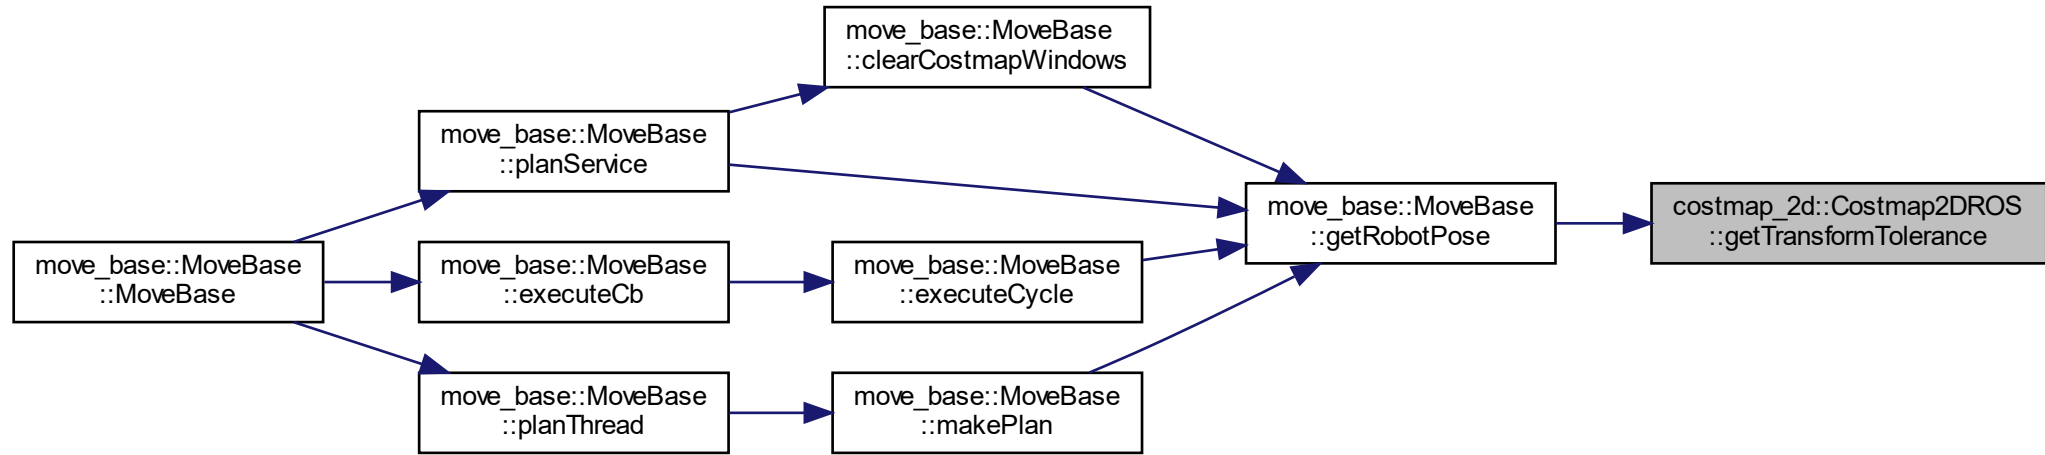 move_base::MoveBase
::clearCostmapWindows
move_base::MoveBase
::planService
move_base::MoveBase
::getRobotPose
costmap_2d::Costmap2DROS
::getTransformTolerance
move_base::MoveBase
::MoveBase
move_base::MoveBase
::executeCb
move_base::MoveBase
::executeCycle
move_base::MoveBase
::planThread
move_base::MoveBase
::makePlan